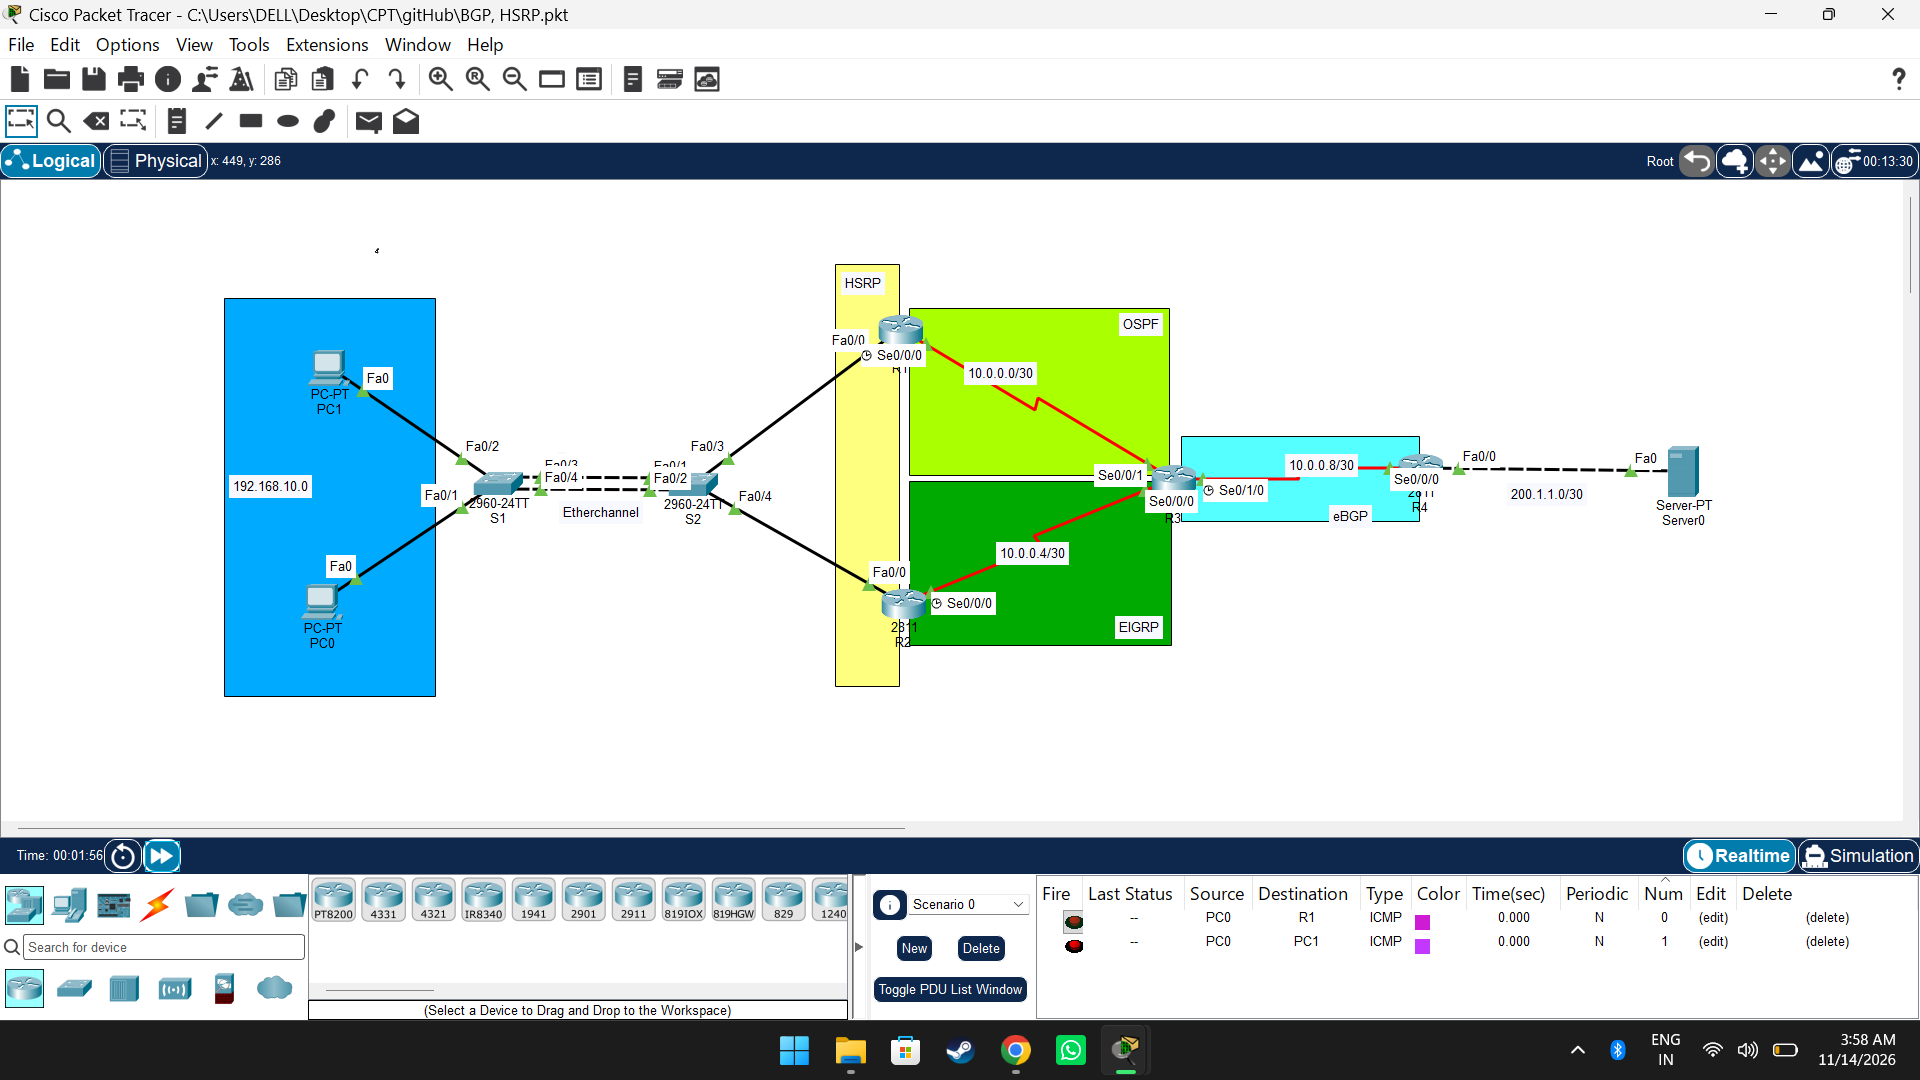 Cisco Packet Tracer - C:\Users\DELL\Desktop\CPT\gitHub\BGP, HSRP.pkt
File Edit Options View Tools Extensions Window Help
Logical Physical x: 449, y: 286 Root 00:13:30
HSRP
OSPF
Fa0/0
Se0/0/0
R1
10.0.0.0/30
Fa0
PC-PT
PC1
Fa0/2
Fa0/3
Fa0/4
Fa0/3
Fa0/1
Fa0/2
192.168.10.0
Fa0/1
2960-24TT
S1
Etherchannel
2960-24TT
S2
Fa0/4
Se0/0/1
Se0/0/0
R3
Se0/1/0
10.0.0.8/30
Se0/0/0
2811
R4
eBGP
Fa0/0
200.1.1.0/30
Fa0
Server-PT
Server0
10.0.0.4/30
Fa0
PC-PT
PC0
Fa0/0
Se0/0/0
2811
R2
EIGRP
Time: 00:01:56 Realtime Simulation
PT8200 4331 4321 IR8340 1941 2901 2911 819IOX 819HGW 829 1240
Search for device
(Select a Device to Drag and Drop to the Workspace)
Scenario 0
New Delete
Toggle PDU List Window
Fire Last Status Source Destination Type Color Time(sec) Periodic Num Edit Delete
-- PC0 R1 ICMP 0.000 N 0 (edit) (delete)
-- PC0 PC1 ICMP 0.000 N 1 (edit) (delete)
ENG
IN
3:58 AM
11/14/2026